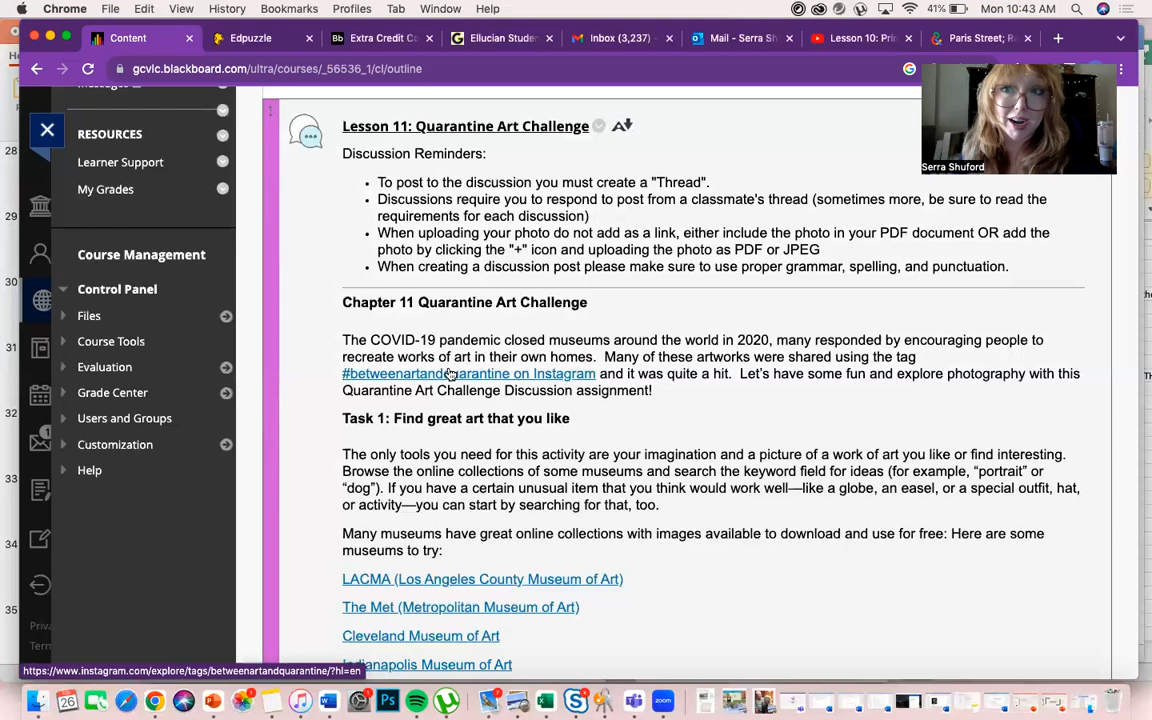 Chrome File Edit View History Bookmarks Profiles Tab Window Help 41% Mon 10:43 AM
Content Edpuzzle Extra Credit Co Ellucian Studen Inbox (3,237) Mail - Serra Sh Lesson 10: Prin Paris Street; Ra
gcvlc.blackboard.com/ultra/courses/_56536_1/cl/outline
RESOURCES
Learner Support
My Grades
Course Management
Control Panel
Files
Course Tools
Evaluation
Grade Center
Users and Groups
Customization
Help
28
29
30
31
32
33
34
35
Serra Shuford
Lesson 11: Quarantine Art Challenge
Discussion Reminders:
• To post to the discussion you must create a "Thread".
• Discussions require you to respond to post from a classmate's thread (sometimes more, be sure to read the
requirements for each discussion)
• When uploading your photo do not add as a link, either include the photo in your PDF document OR add the
photo by clicking the "+" icon and uploading the photo as PDF or JPEG
• When creating a discussion post please make sure to use proper grammar, spelling, and punctuation.
Chapter 11 Quarantine Art Challenge
The COVID-19 pandemic closed museums around the world in 2020, many responded by encouraging people to
recreate works of art in their own homes.  Many of these artworks were shared using the tag
#betweenartandquarantine on Instagram and it was quite a hit.  Let's have some fun and explore photography with this
Quarantine Art Challenge Discussion assignment!
Task 1: Find great art that you like
The only tools you need for this activity are your imagination and a picture of a work of art you like or find interesting.
Browse the online collections of some museums and search the keyword field for ideas (for example, “portrait” or
“dog”). If you have a certain unusual item that you think would work well—like a globe, an easel, or a special outfit, hat,
or activity—you can start by searching for that, too.
Many museums have great online collections with images available to download and use for free: Here are some
museums to try:
LACMA (Los Angeles County Museum of Art)
The Met (Metropolitan Museum of Art)
Cleveland Museum of Art
Indianapolis Museum of Art
https://www.instagram.com/explore/tags/betweenartandquarantine/?hl=en